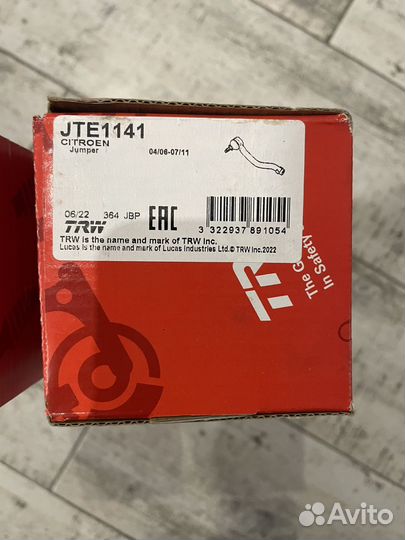 JTE1141
CITROEN
Jumper 04/06-07/11
06/22 364 JBP EAC
3 322937 891054
TRW
TRW is the name and mark of TRW Inc.
Lucas is the name and mark of Lucas Industries Ltd.© TRW Inc.2022
TR
The G
In Safety
Avito